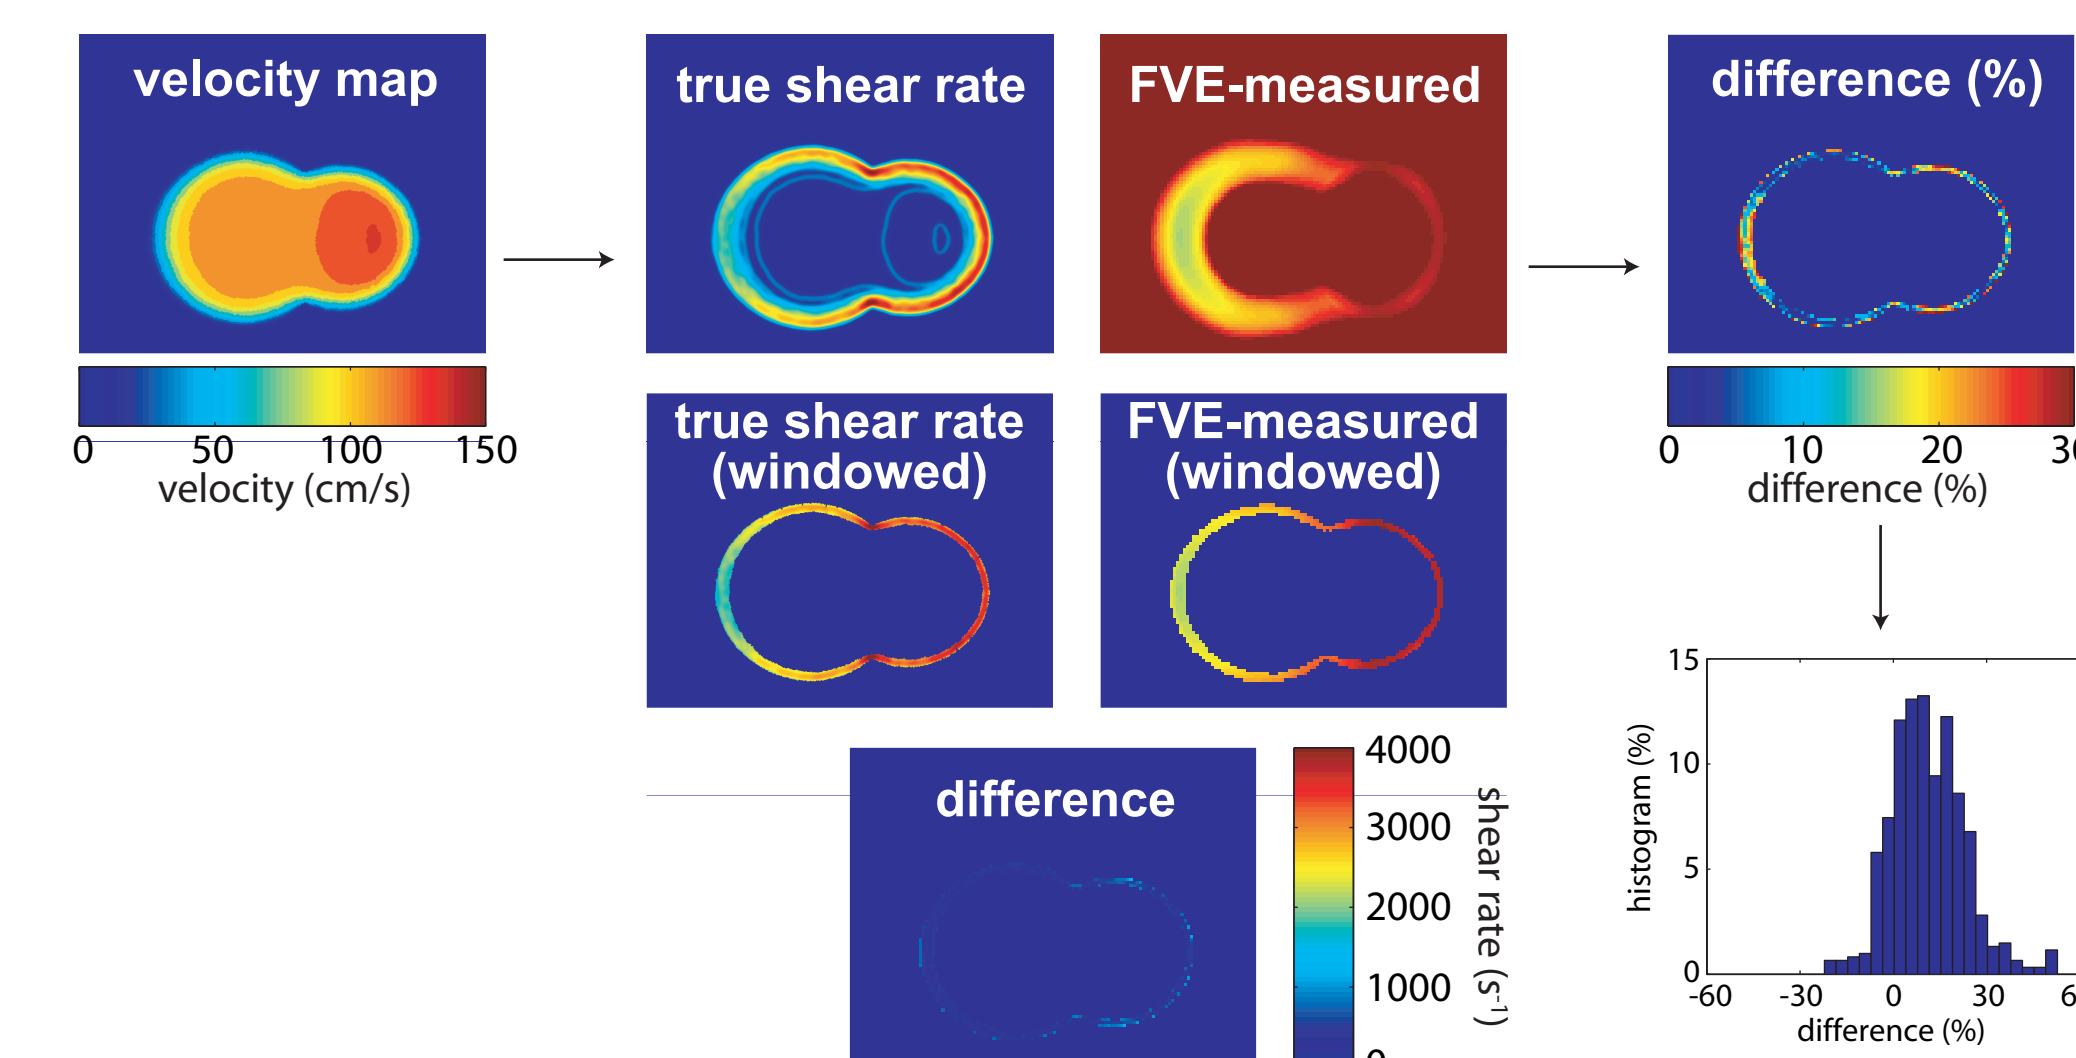 velocity map
true shear rate
FVE-measured
difference (%)
0 50 100 150
velocity (cm/s)
true shear rate
(windowed)
FVE-measured
(windowed)
0 10 20
difference (%)
difference
4000
3000
2000
1000
0
shear rate (s-1)
15
10
5
0
histogram (%)
-60 -30 0 30
difference (%)